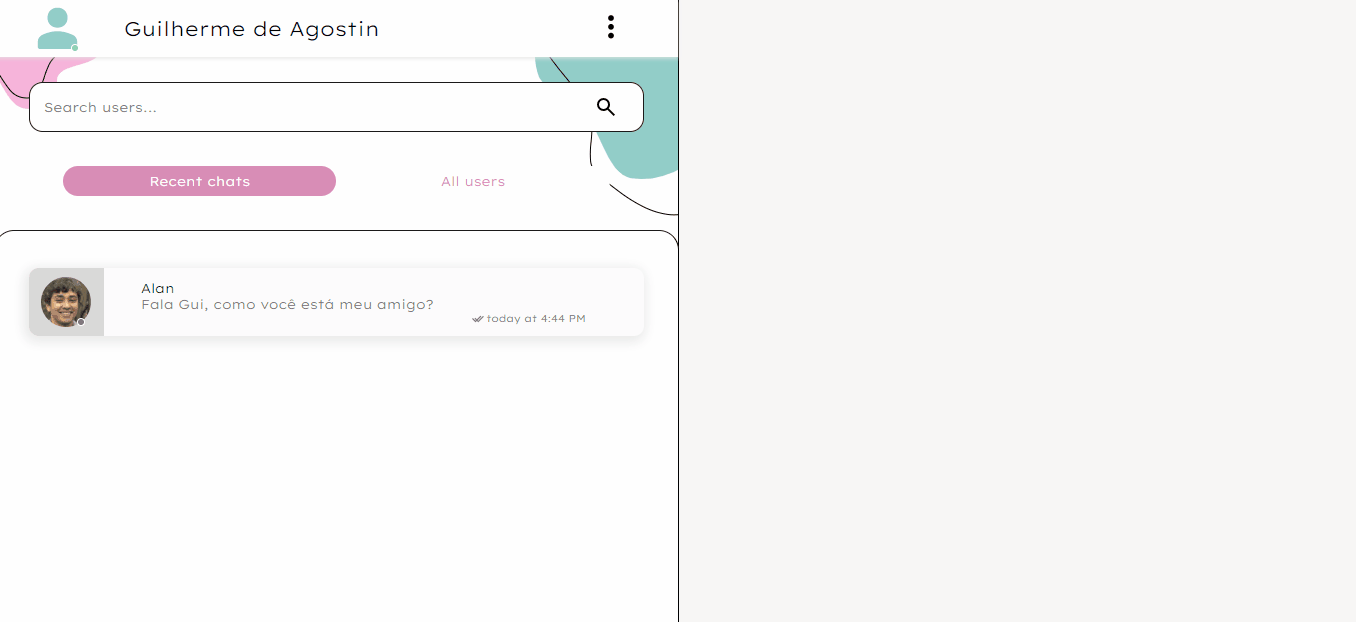 Guilherme de Agostin
Search users...
Recent chats
All users
Alan
Fala Gui, como você está meu amigo?
today at 4:44 PM